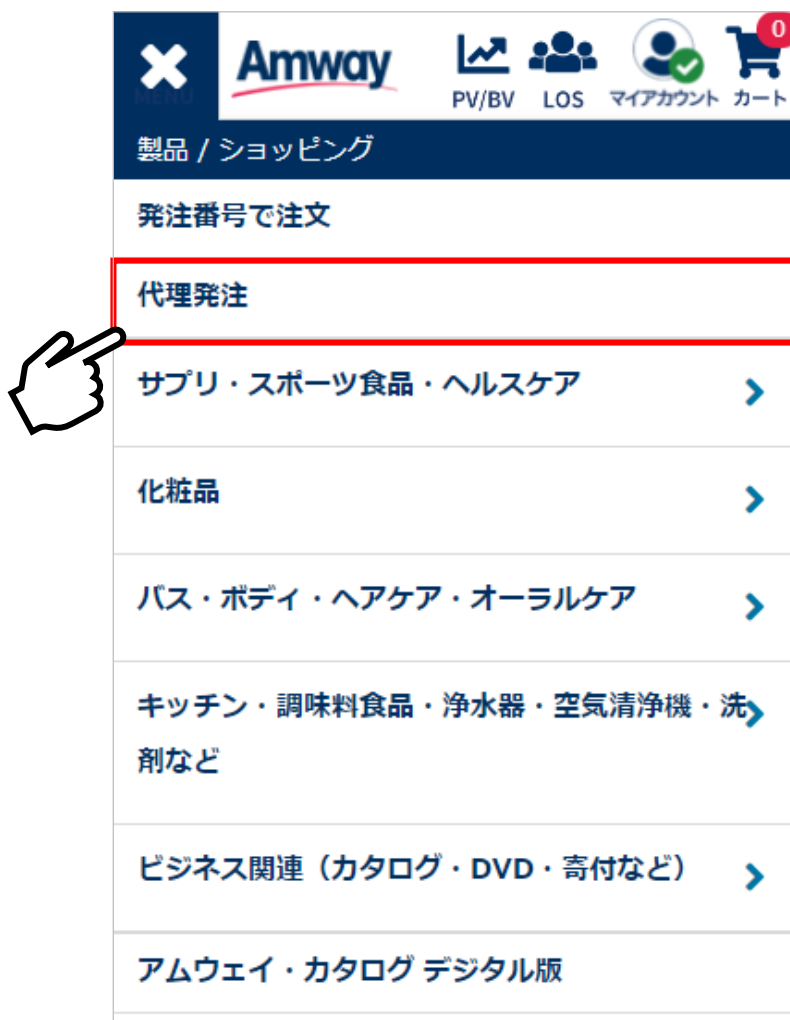 0
Amway
MENU
PV/BV
LOS
マイアカウント
カート
製品 / ショッピング
発注番号で注文
代理発注
サプリ・スポーツ食品・ヘルスケア
化粧品
バス・ボディ・ヘアケア・オーラルケア
キッチン・調味料食品・浄水器・空気清浄機・洗
剤など
ビジネス関連（カタログ・DVD・寄付など）
アムウェイ・カタログ デジタル版